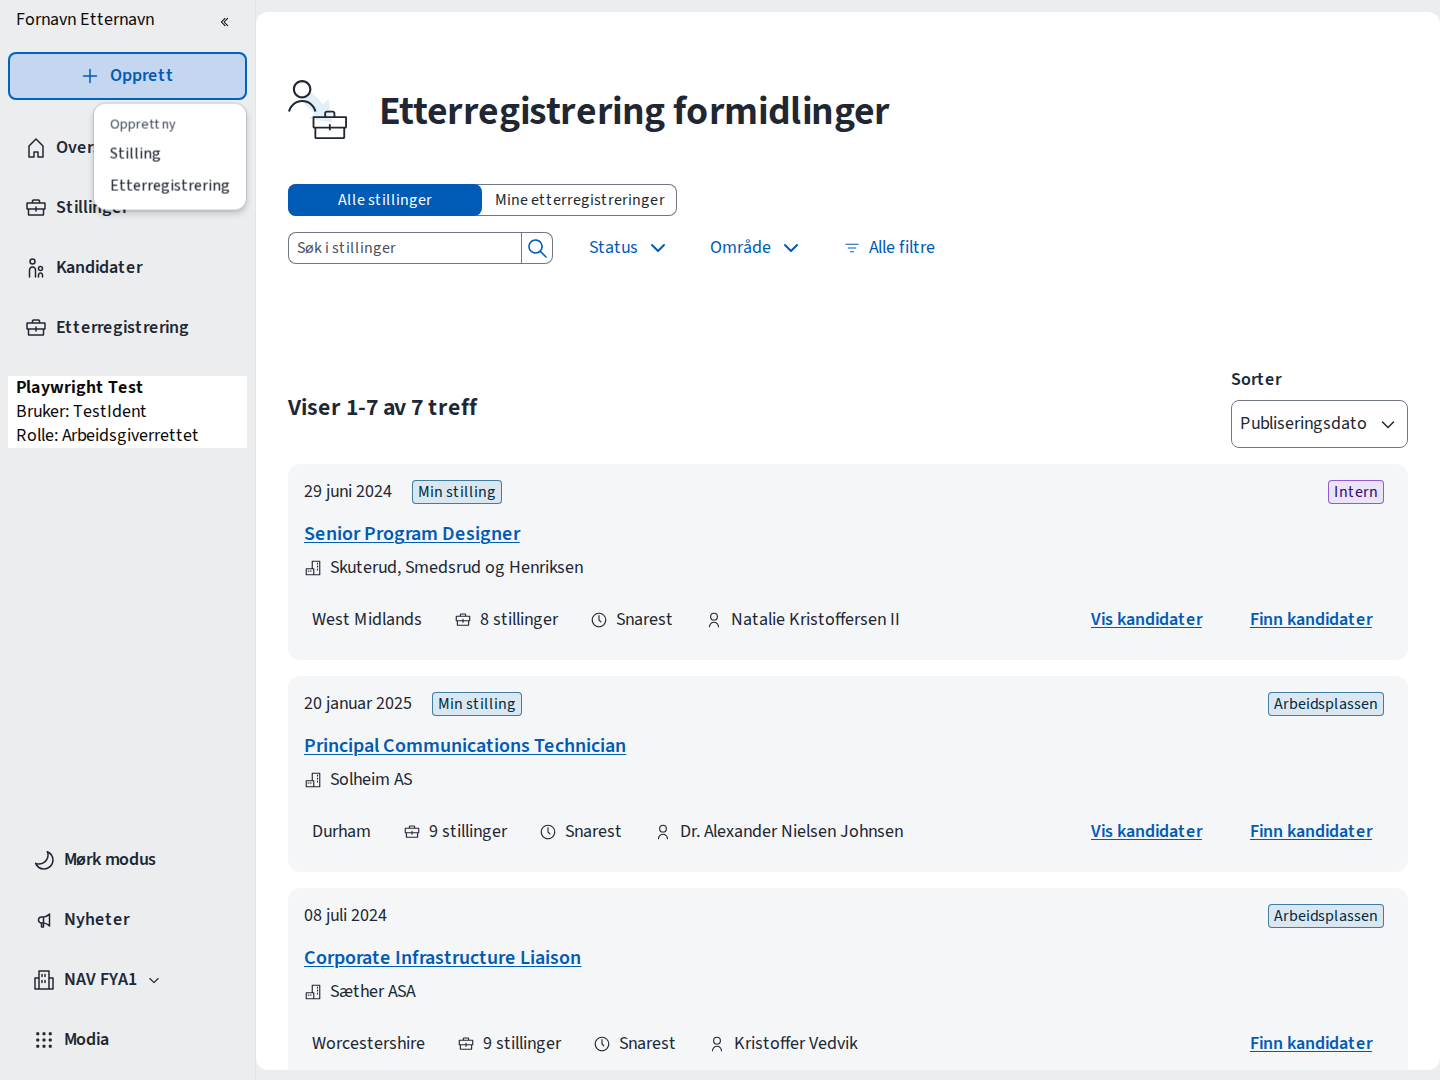 Fornavn Etternavn
Opprett
Opprett ny
Stilling
Etterregistrering
Over
Stillinger
Kandidater
Etterregistrering
Playwright Test
Bruker: TestIdent
Rolle: Arbeidsgiverrettet
Mørk modus
Nyheter
NAV FYA1
Modia
Etterregistrering formidlinger
Alle stillinger
Mine etterregistreringer
Søk i stillinger
Status
Område
Alle filtre
Viser 1-7 av 7 treff
Sorter
Publiseringsdato
29 juni 2024 Min stilling Intern
Senior Program Designer
Skuterud, Smedsrud og Henriksen
West Midlands 8 stillinger Snarest Natalie Kristoffersen II Vis kandidater Finn kandidater
20 januar 2025 Min stilling Arbeidsplassen
Principal Communications Technician
Solheim AS
Durham 9 stillinger Snarest Dr. Alexander Nielsen Johnsen Vis kandidater Finn kandidater
08 juli 2024 Arbeidsplassen
Corporate Infrastructure Liaison
Sæther ASA
Worcestershire 9 stillinger Snarest Kristoffer Vedvik Finn kandidater